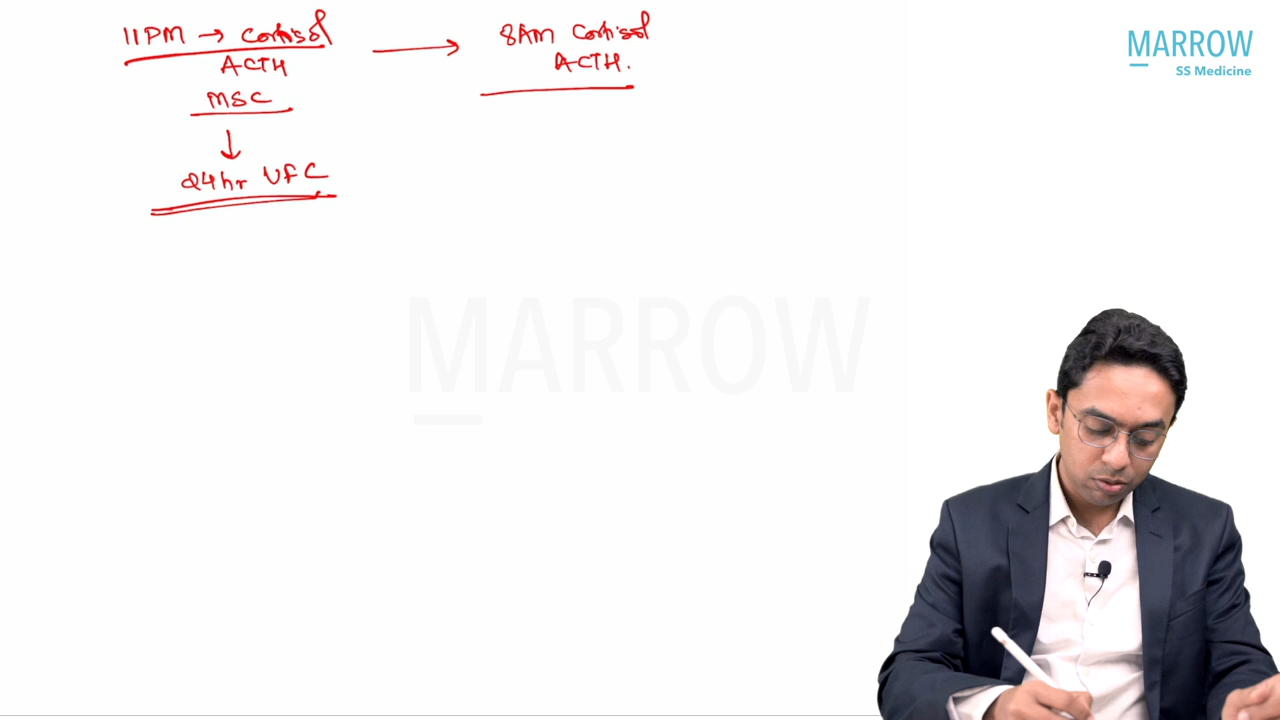 11PM → Cortisol
ACTH
MSC
↓
24hr UFC
→
8AM Cortisol
ACTH.
MARROW
SS Medicine
MARROW